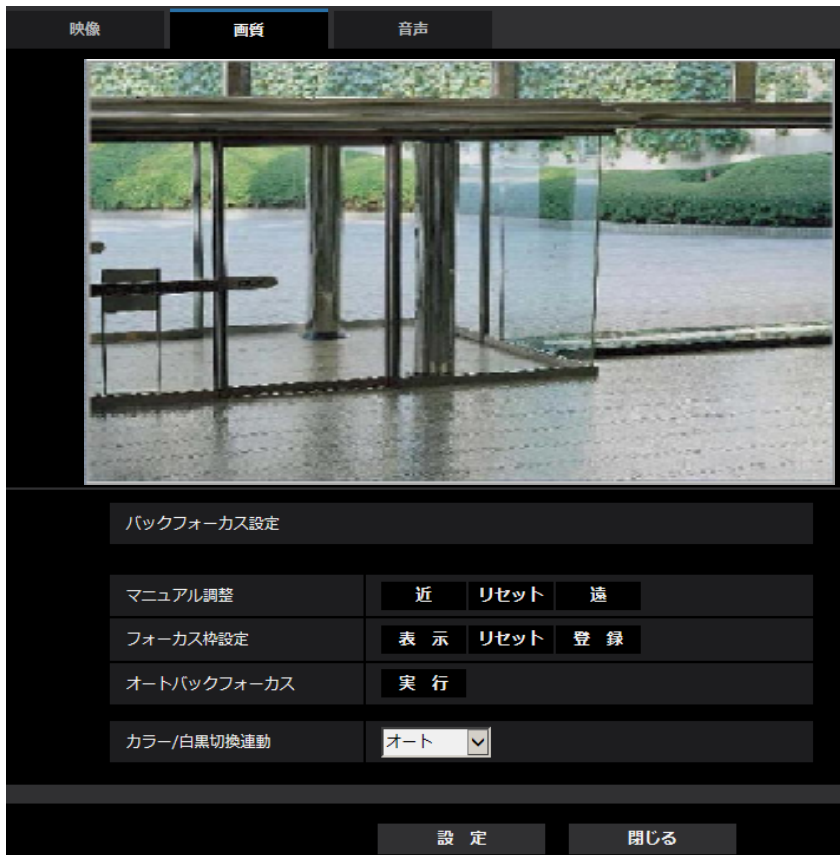 映像 画質 音声
バックフォーカス設定
マニュアル調整 近 リセット 遠
フォーカス枠設定 表 示 リセット 登 録
オートバックフォーカス 実 行
カラー/白黒切換連動 オート
設 定 閉じる